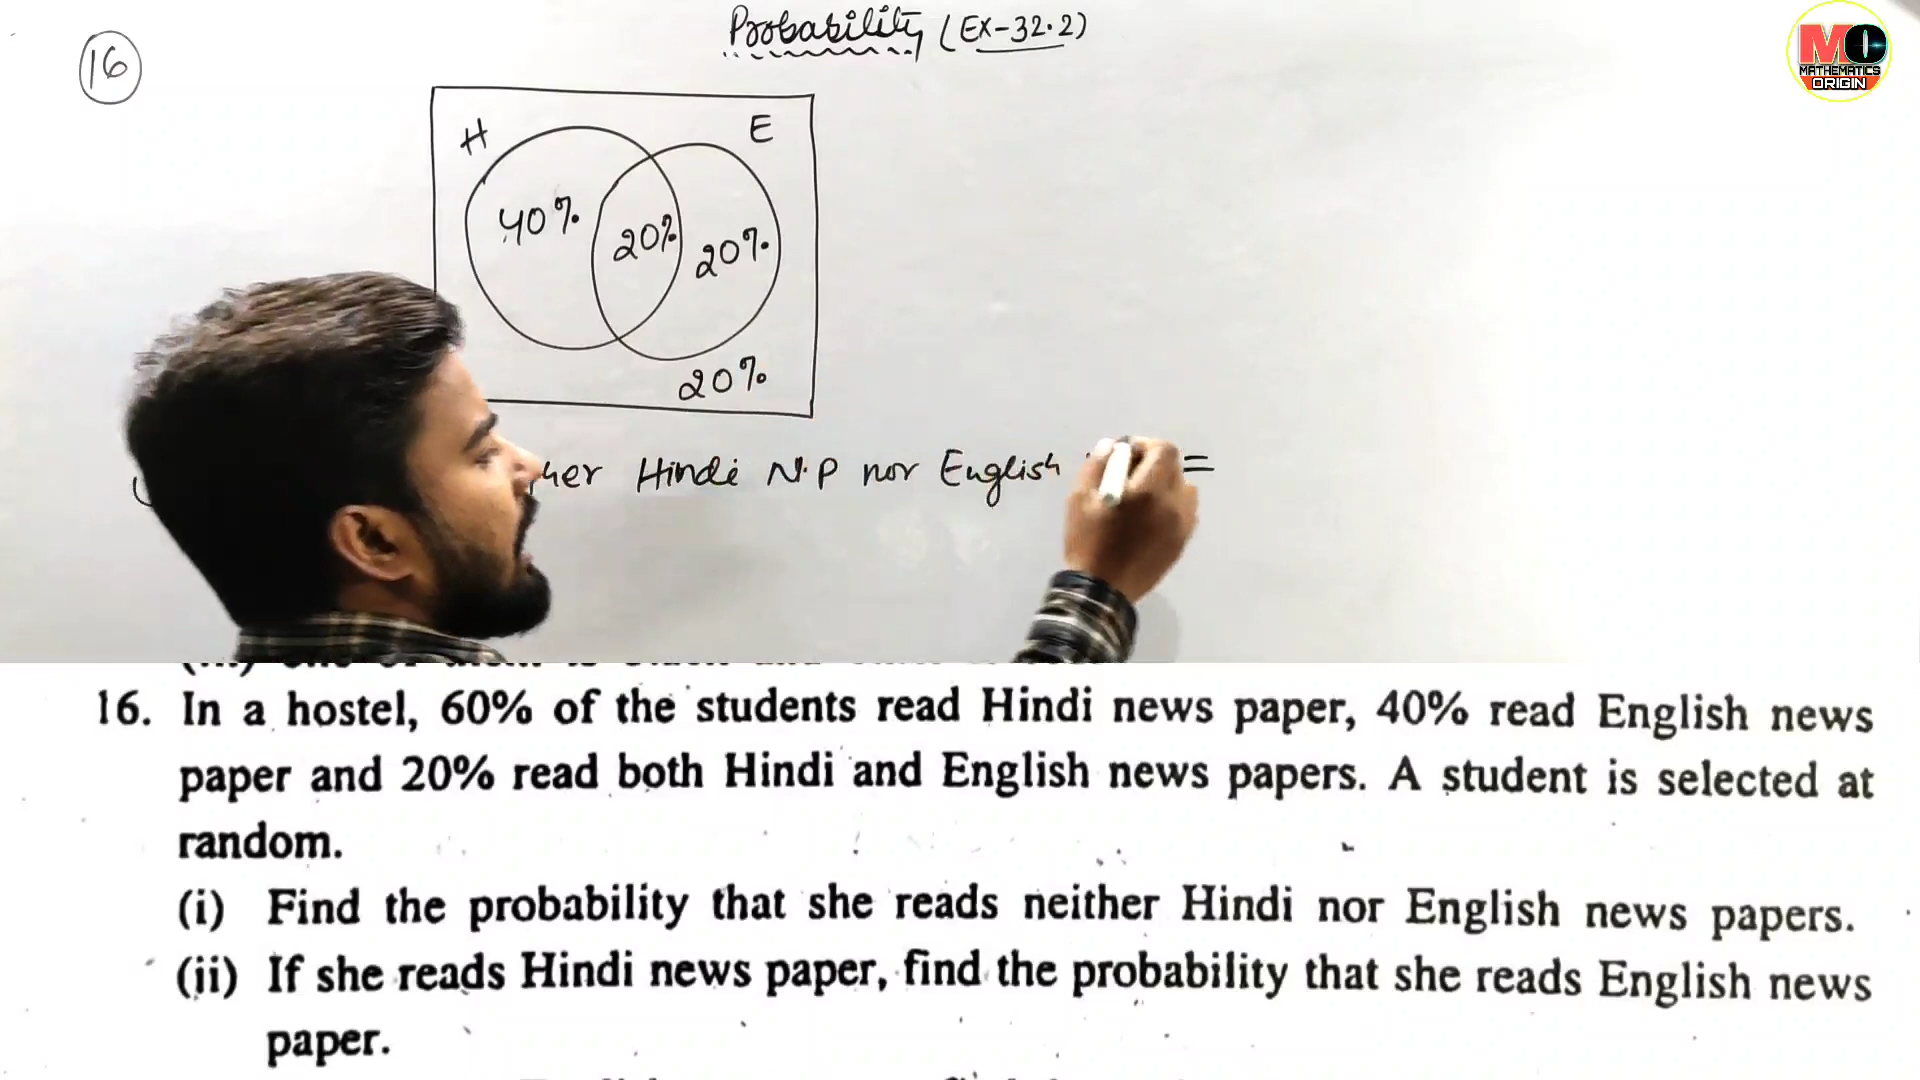 Probability (EX-32.2)
16
MO
MATHEMATICS
ORIGIN
H
E
40%
20%
20%
20%
Hindi N.P nor English =
16. In a hostel, 60% of the students read Hindi news paper, 40% read English news
paper and 20% read both Hindi and English news papers. A student is selected at
random.
(i) Find the probability that she reads neither Hindi nor English news papers.
(ii) If she reads Hindi news paper, find the probability that she reads English news
paper.